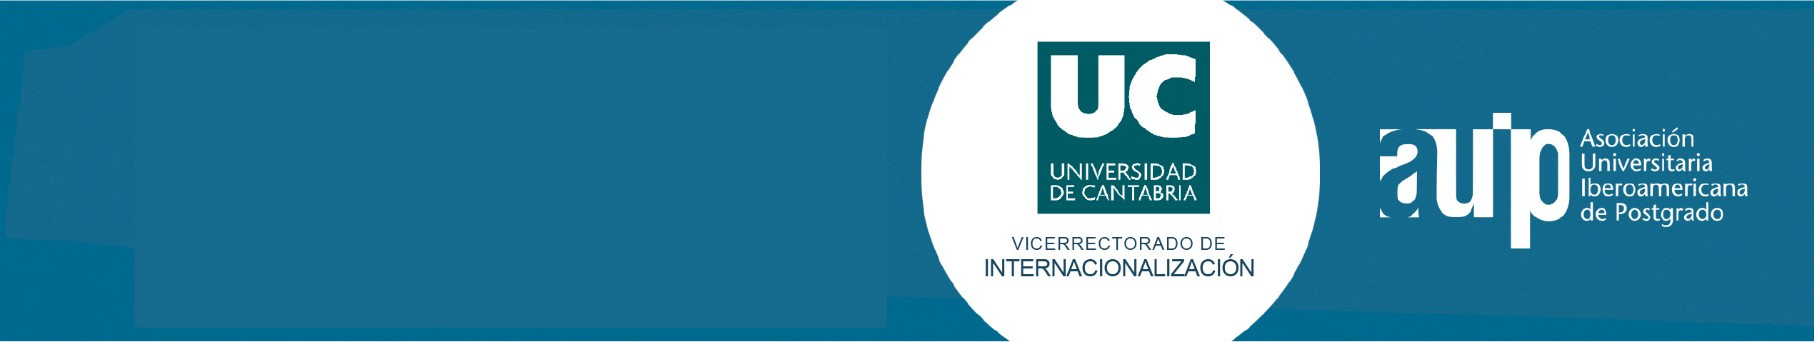 UC
UNIVERSIDAD
DE CANTABRIA
VICERRECTORADO DE
INTERNACIONALIZACIÓN
auip
Asociación
Universitaria
Iberoamericana
de Postgrado